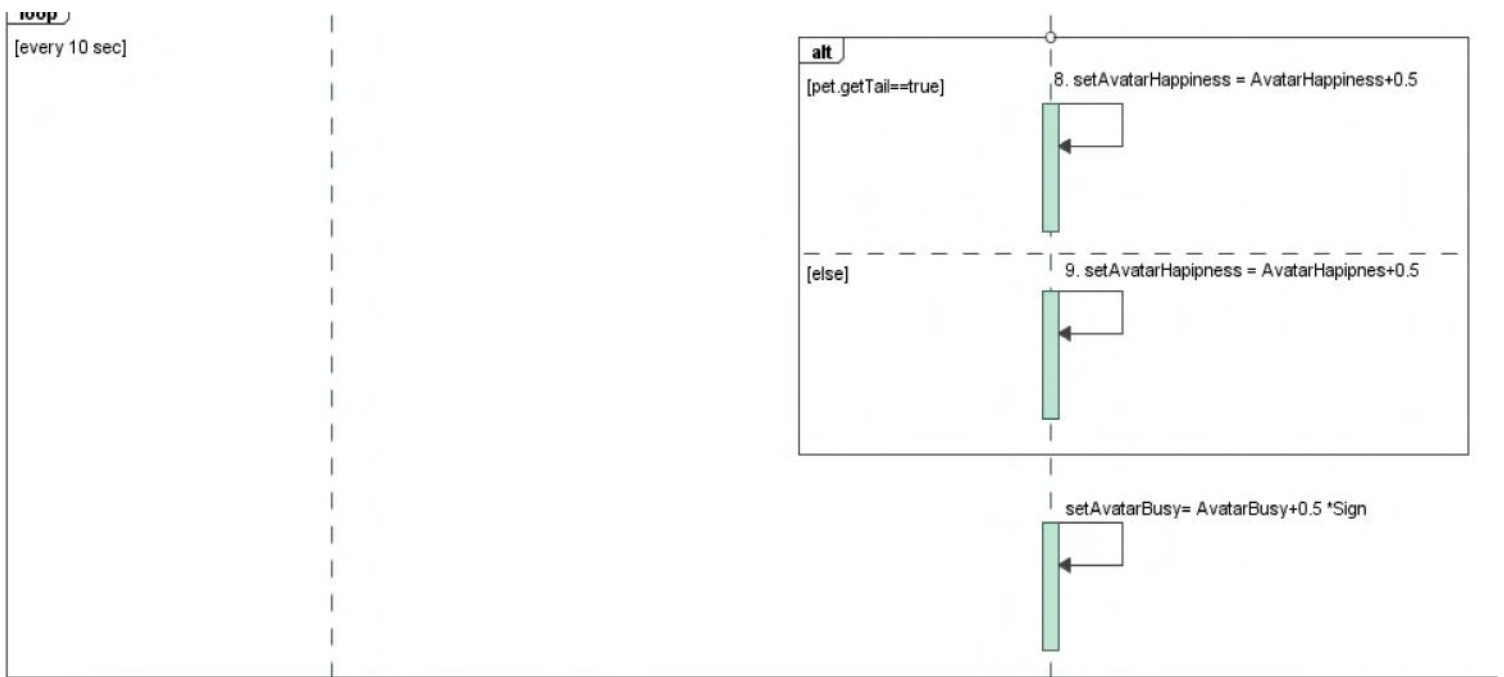 loop
[every 10 sec]
alt
[pet.getTail==true]
8. setAvatarHappiness = AvatarHappiness+0.5
[else]
9. setAvatarHapipness = AvatarHapipnes+0.5
setAvatarBusy= AvatarBusy+0.5 *Sign